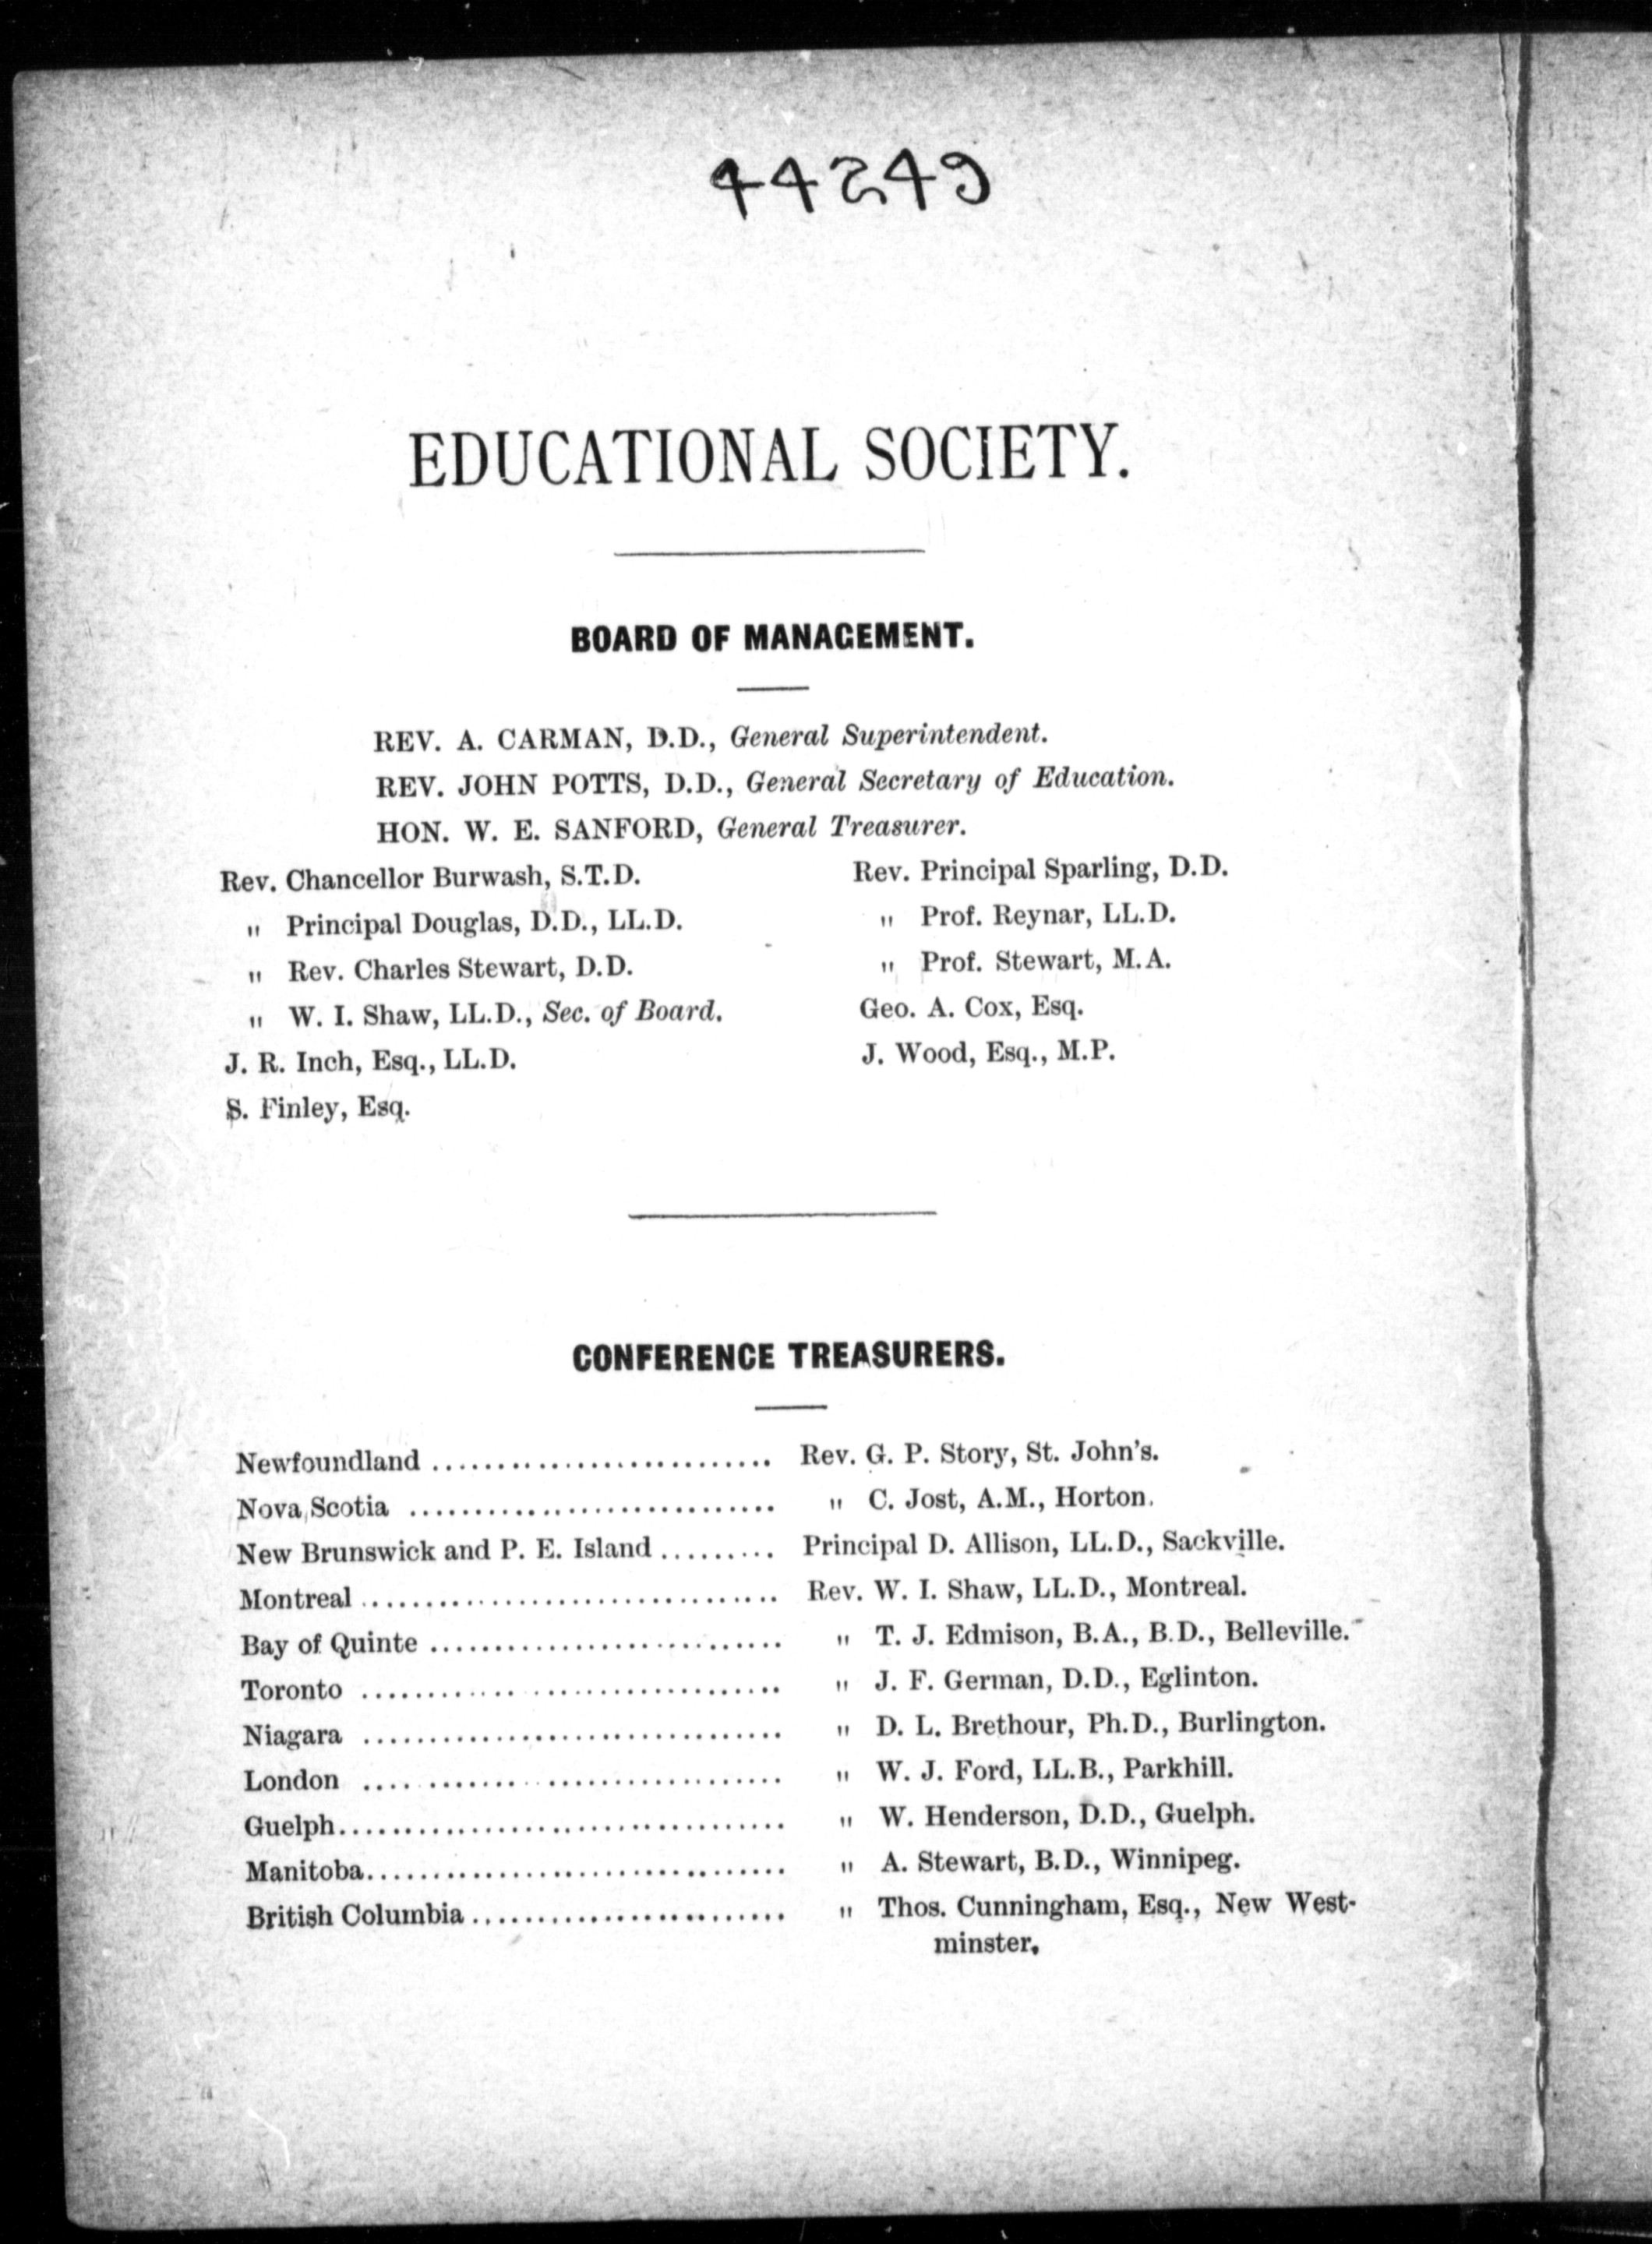 44249
EDUCATIONAL SOCIETY.
BOARD OF MANAGEMENT.
REV. A. CARMAN, D.D., General Superintendent.
REV. JOHN POTTS, D.D., General Secretary of Education.
HON. W. E. SANFORD, General Treasurer.
Rev. Chancellor Burwash, S.T.D.
" Principal Douglas, D.D., LL.D.
" Rev. Charles Stewart, D.D.
" W. I. Shaw, LL.D., Sec. of Board.
J. R. Inch, Esq., LL.D.
S. Finley, Esq.
Rev. Principal Sparling, D.D.
" Prof. Reynar, LL.D.
" Prof. Stewart, M.A.
Geo. A. Cox, Esq.
J. Wood, Esq., M.P.
CONFERENCE TREASURERS.
Newfoundland .......................... Rev. G. P. Story, St. John's.
Nova Scotia ............................ " C. Jost, A.M., Horton.
New Brunswick and P. E. Island ......... Principal D. Allison, LL.D., Sackville.
Montreal ................................ Rev. W. I. Shaw, LL.D., Montreal.
Bay of Quinte ........................... " T. J. Edmison, B.A., B.D., Belleville.
Toronto ................................ " J. F. German, D.D., Eglinton.
Niagara ................................ " D. L. Brethour, Ph.D., Burlington.
London ................................ " W. J. Ford, LL.B., Parkhill.
Guelph.................................. " W. Henderson, D.D., Guelph.
Manitoba................................ " A. Stewart, B.D., Winnipeg.
British Columbia ........................ " Thos. Cunningham, Esq., New West-
minster.